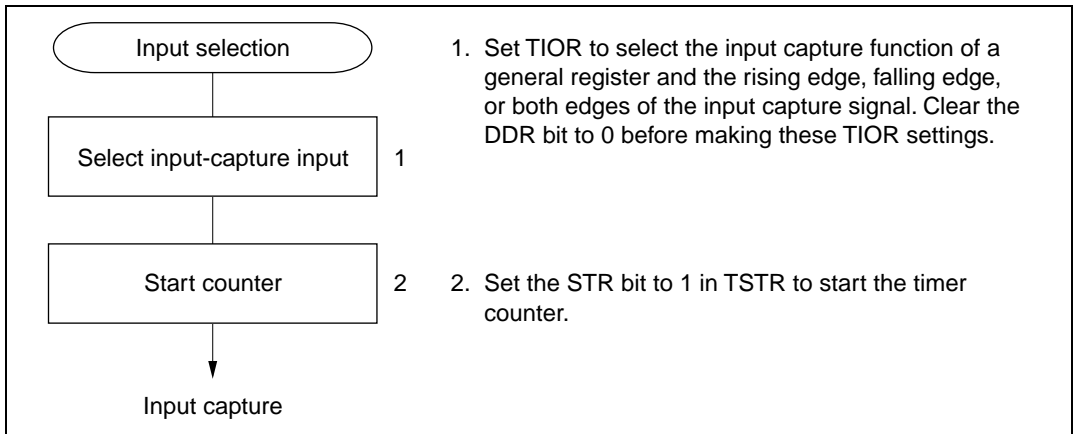 Input selection
Select input-capture input 1
Start counter 2
Input capture
1. Set TIOR to select the input capture function of a
general register and the rising edge, falling edge,
or both edges of the input capture signal. Clear the
DDR bit to 0 before making these TIOR settings.
2. Set the STR bit to 1 in TSTR to start the timer
counter.